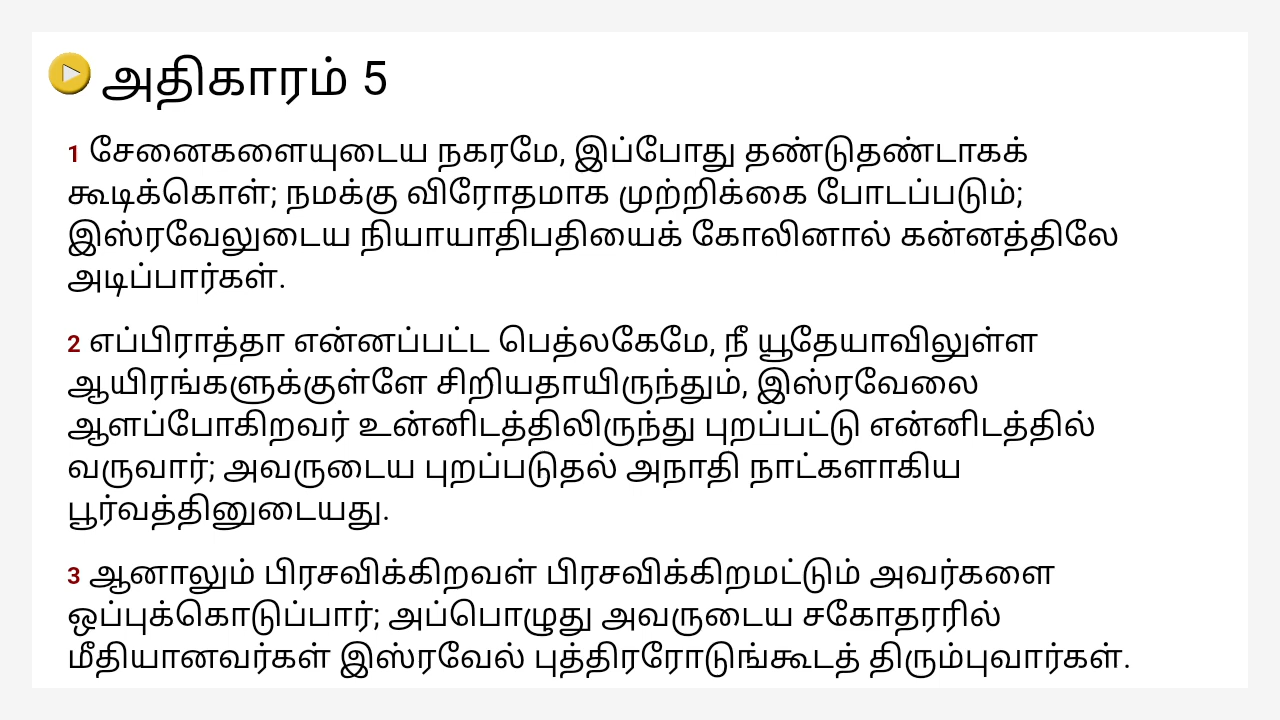 அதிகாரம் 5
1 சேனைகளையுடைய நகரமே, இப்போது தண்டுதண்டாகக்
கூடிக்கொள்; நமக்கு விரோதமாக முற்றிக்கை போடப்படும்;
இஸ்ரவேலுடைய நியாயாதிபதியைக் கோலினால் கன்னத்திலே
அடிப்பார்கள்.
2 எப்பிராத்தா என்னப்பட்ட பெத்லகேமே, நீ யூதேயாவிலுள்ள
ஆயிரங்களுக்குள்ளே சிறியதாயிருந்தும், இஸ்ரவேலை
ஆளப்போகிறவர் உன்னிடத்திலிருந்து புறப்பட்டு என்னிடத்தில்
வருவார்; அவருடைய புறப்படுதல் அநாதி நாட்களாகிய
பூர்வத்தினுடையது.
3 ஆனாலும் பிரசவிக்கிறவள் பிரசவிக்கிறமட்டும் அவர்களை
ஒப்புக்கொடுப்பார்; அப்பொழுது அவருடைய சகோதரரில்
மீதியானவர்கள் இஸ்ரவேல் புத்திரரோடுங்கூடத் திரும்புவார்கள்.